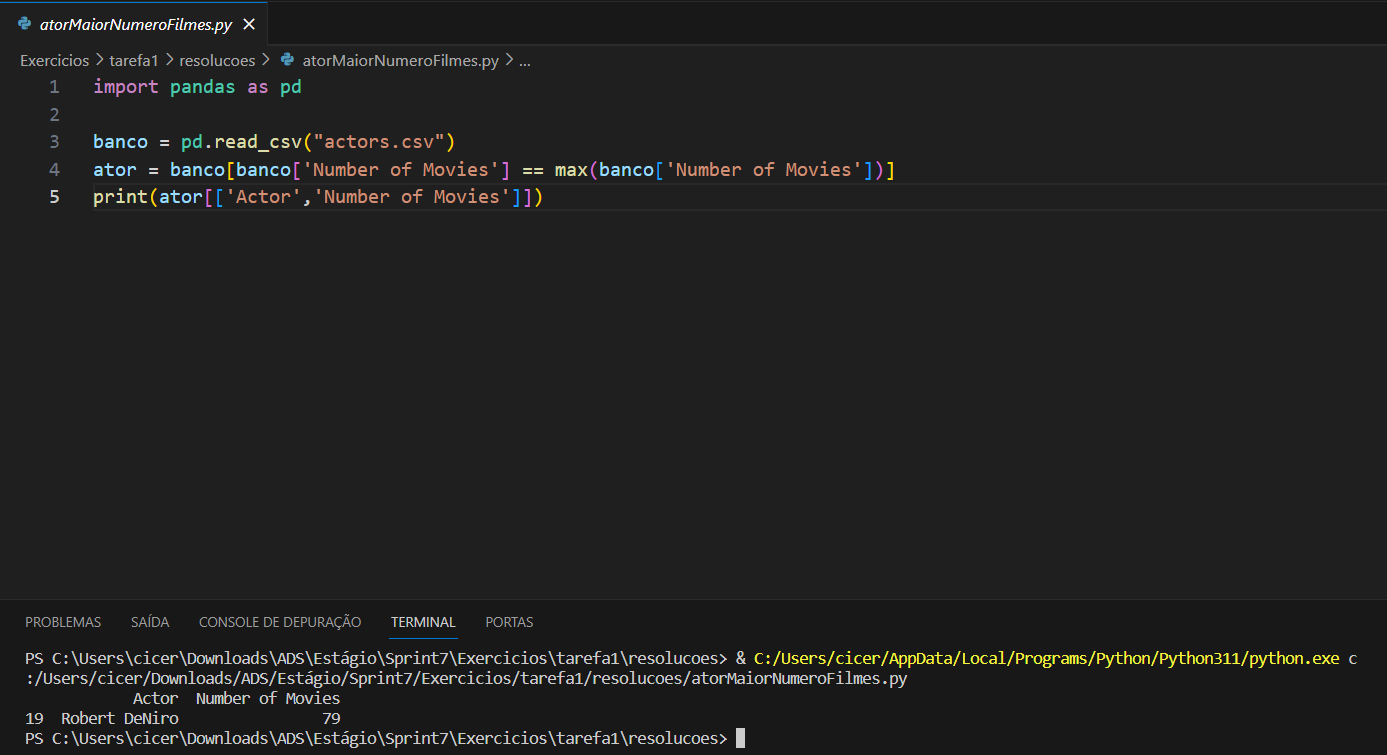 atorMaiorNumeroFilmes.py
Exercicios > tarefa1 > resolucoes > atorMaiorNumeroFilmes.py > ...
1 import pandas as pd
2
3 banco = pd.read_csv("actors.csv")
4 ator = banco[banco['Number of Movies'] == max(banco['Number of Movies'])]
5 print(ator[['Actor','Number of Movies']])
PROBLEMAS SAÍDA CONSOLE DE DEPURAÇÃO TERMINAL PORTAS
PS C:\Users\cicer\Downloads\ADS\Estágio\Sprint7\Exercicios\tarefa1\resolucoes> & C:/Users/cicer/AppData/Local/Programs/Python/Python311/python.exe c
:/Users/cicer/Downloads/ADS/Estágio/Sprint7/Exercicios/tarefa1/resolucoes/atorMaiorNumeroFilmes.py
Actor Number of Movies
19 Robert DeNiro 79
PS C:\Users\cicer\Downloads\ADS\Estágio\Sprint7\Exercicios\tarefa1\resolucoes>